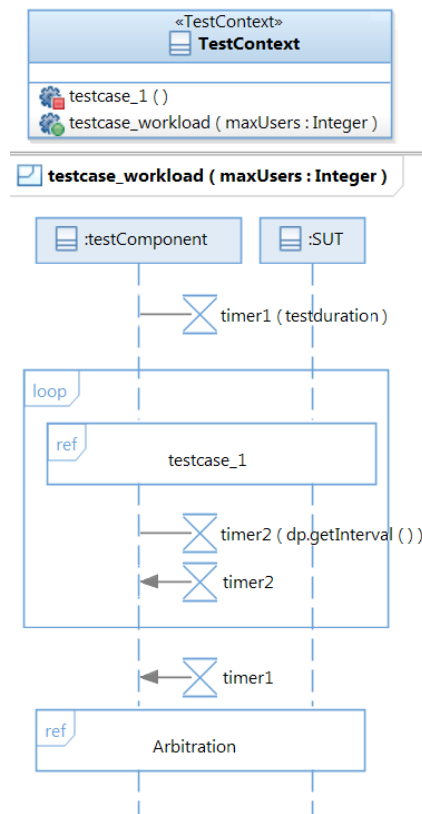 «TestContext»
TestContext
testcase_1 ( )
testcase_workload ( maxUsers : Integer )
testcase_workload ( maxUsers : Integer )
:testComponent
:SUT
timer1 ( testduration )
loop
ref
testcase_1
timer2 ( dp.getInterval ( ) )
timer2
timer1
ref
Arbitration